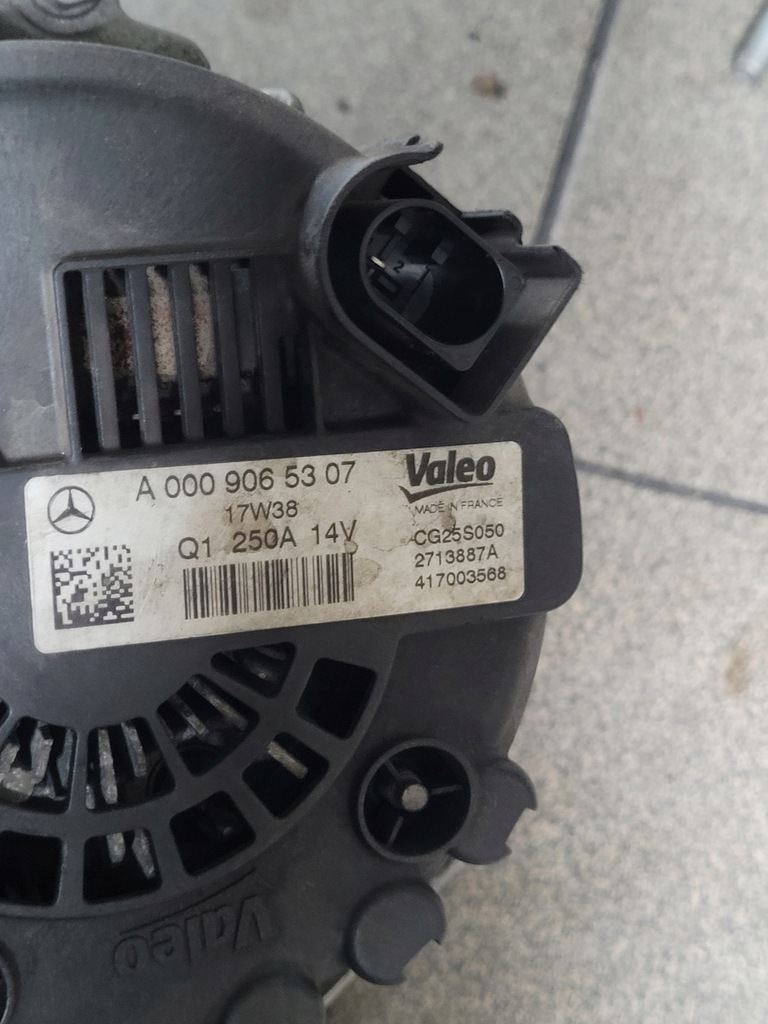 A 000 906 53 07
17W38
Q1 250A 14V
Valeo
MADE IN FRANCE
CG25S050
2713887A
417003568
Valeo